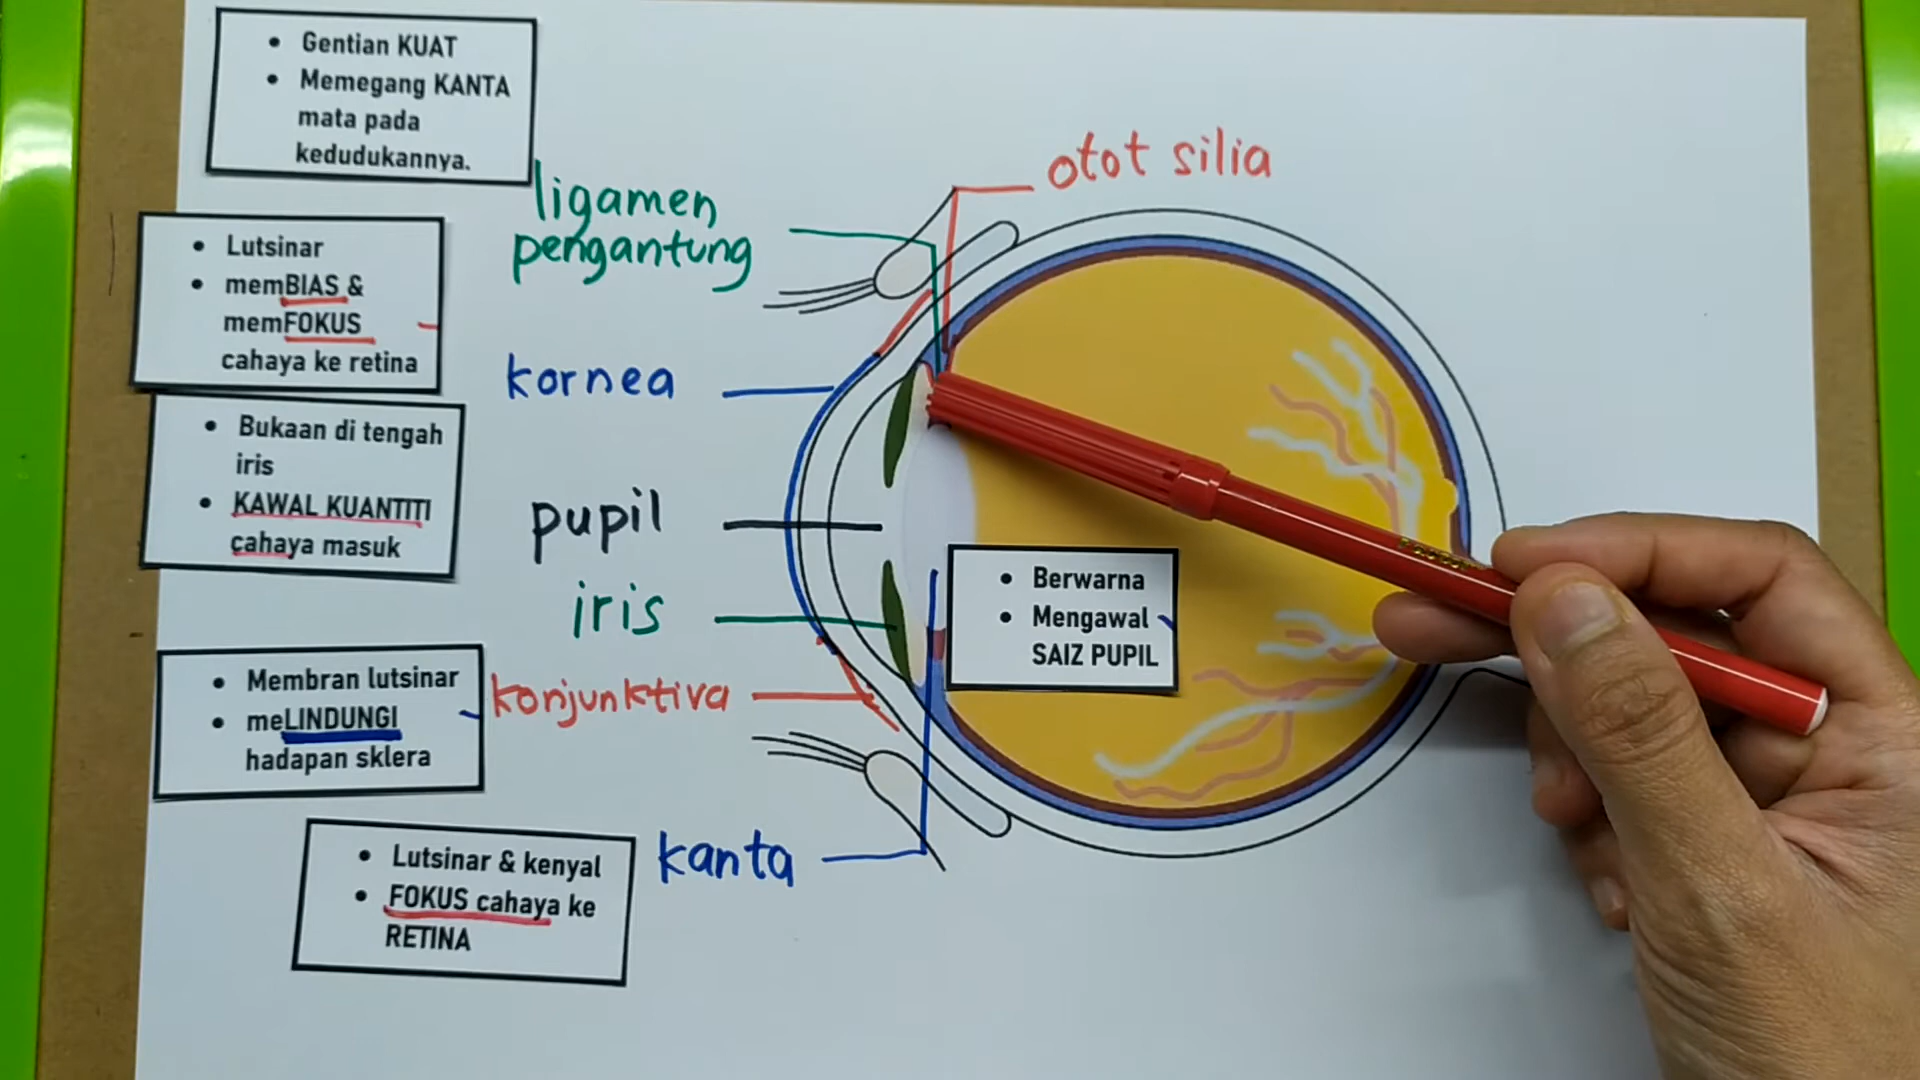 • Gentian KUAT
• Memegang KANTA
mata pada
kedudukannya.
otot silia
ligamen
pengantung
• Lutsinar
• memBIAS &
memFOKUS
cahaya ke retina
kornea
• Bukaan di tengah
iris
• KAWAL KUANTITI
cahaya masuk
pupil
iris
• Berwarna
• Mengawal
SAIZ PUPIL
• Membran lutsinar
• meLINDUNGI
hadapan sklera
konjunktiva
• Lutsinar & kenyal
• FOKUS cahaya ke
RETINA
kanta